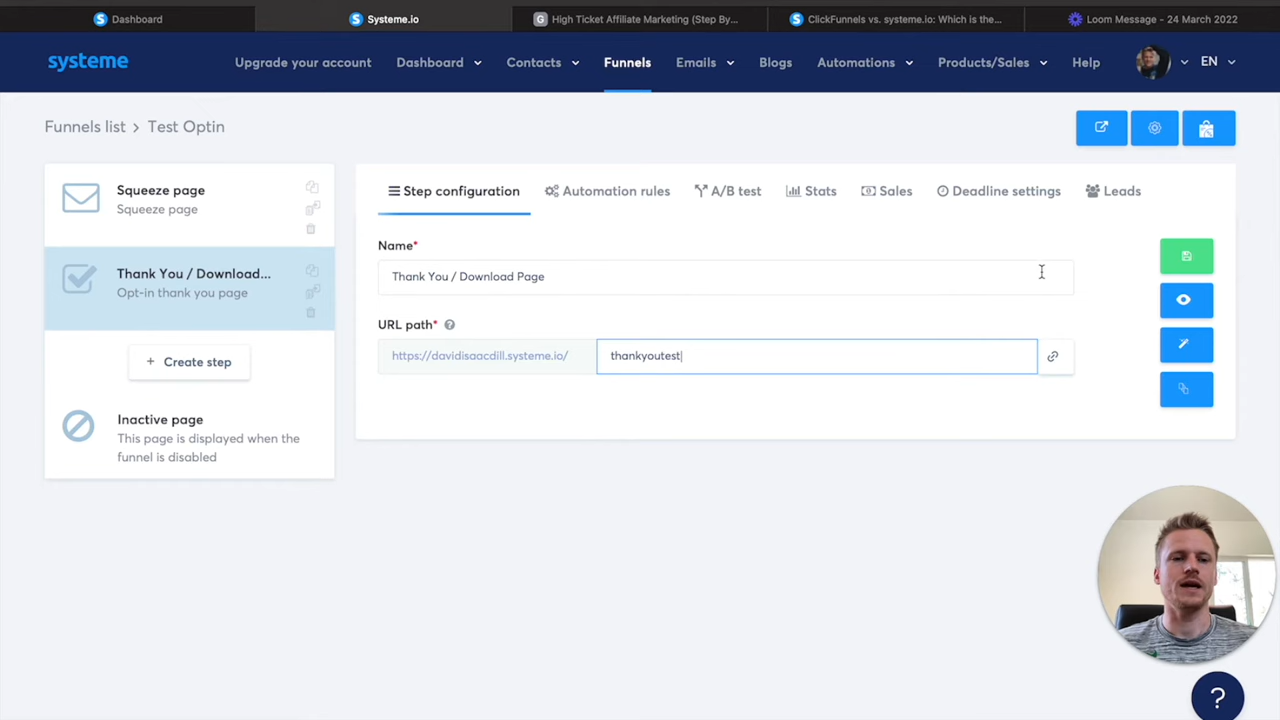 Dashboard
Systeme.io
High Ticket Affiliate Marketing (Step By...
ClickFunnels vs. systeme.io: Which is the...
Loom Message - 24 March 2022
systeme
Upgrade your account
Dashboard
Contacts
Funnels
Emails
Blogs
Automations
Products/Sales
Help
EN
Funnels list > Test Optin
Squeeze page
Squeeze page
Thank You / Download...
Opt-in thank you page
+ Create step
Inactive page
This page is displayed when the
funnel is disabled
Step configuration
Automation rules
A/B test
Stats
Sales
Deadline settings
Leads
Name*
Thank You / Download Page
URL path* ?
https://davidisaacdill.systeme.io/
thankyoutest
?